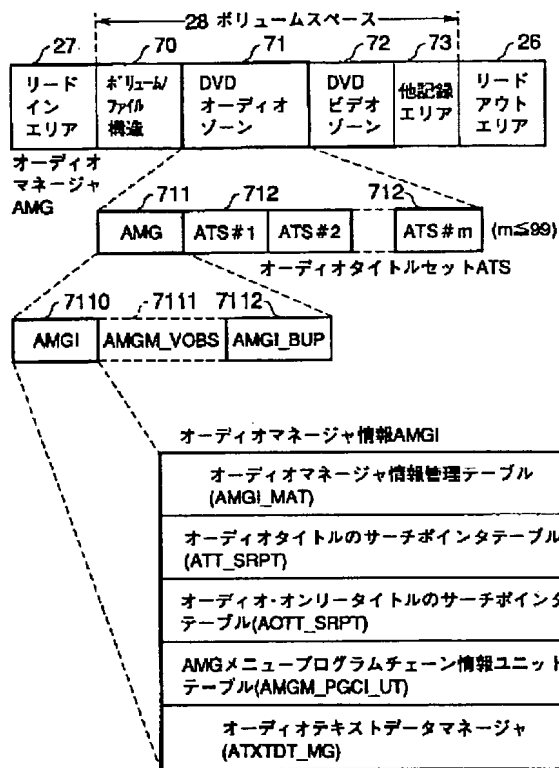 28 ボリュームスペース
27
70
71
72
73
26
リード
イン
エリア
ボリューム/
ファイル
構造
DVD
オーディオ
ゾーン
DVD
ビデオ
ゾーン
他記録
エリア
リード
アウト
エリア
オーディオ
マネージャ
AMG
711
712
712
AMG
ATS#1
ATS#2
ATS#m
(m≦99)
オーディオタイトルセットATS
7110
7111
7112
AMGI
AMGM_VOBS
AMGI_BUP
オーディオマネージャ情報AMGI
オーディオマネージャ情報管理テーブル
(AMGI_MAT)
オーディオタイトルのサーチポインタテーブル
(ATT_SRPT)
オーディオ・オンリータイトルのサーチポインタ
テーブル(AOTT_SRPT)
AMGメニュープログラムチェーン情報ユニット
テーブル(AMGM_PGCI_UT)
オーディオテキストデータマネージャ
(ATXTDT_MG)